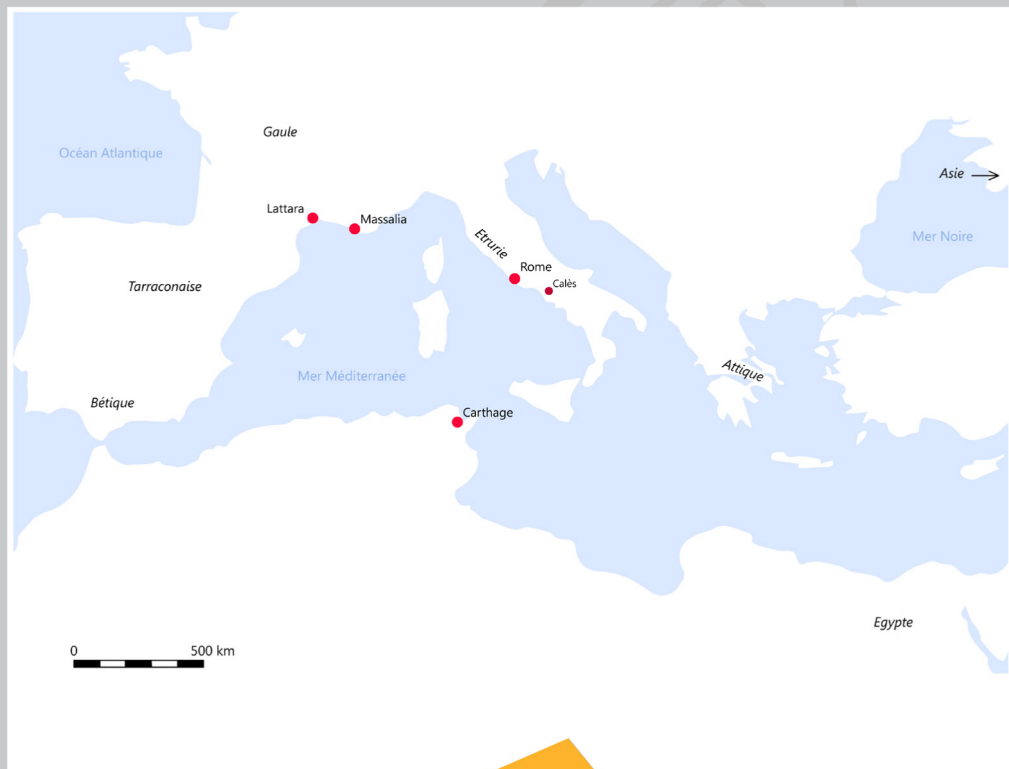 Gaule
Océan Atlantique
Asie
Lattara
Massalia
Etrurie
Mer Noire
Rome
Calès
Tarraconaise
Mer Méditerranée
Attique
Bétique
Carthage
Egypte
0 500 km